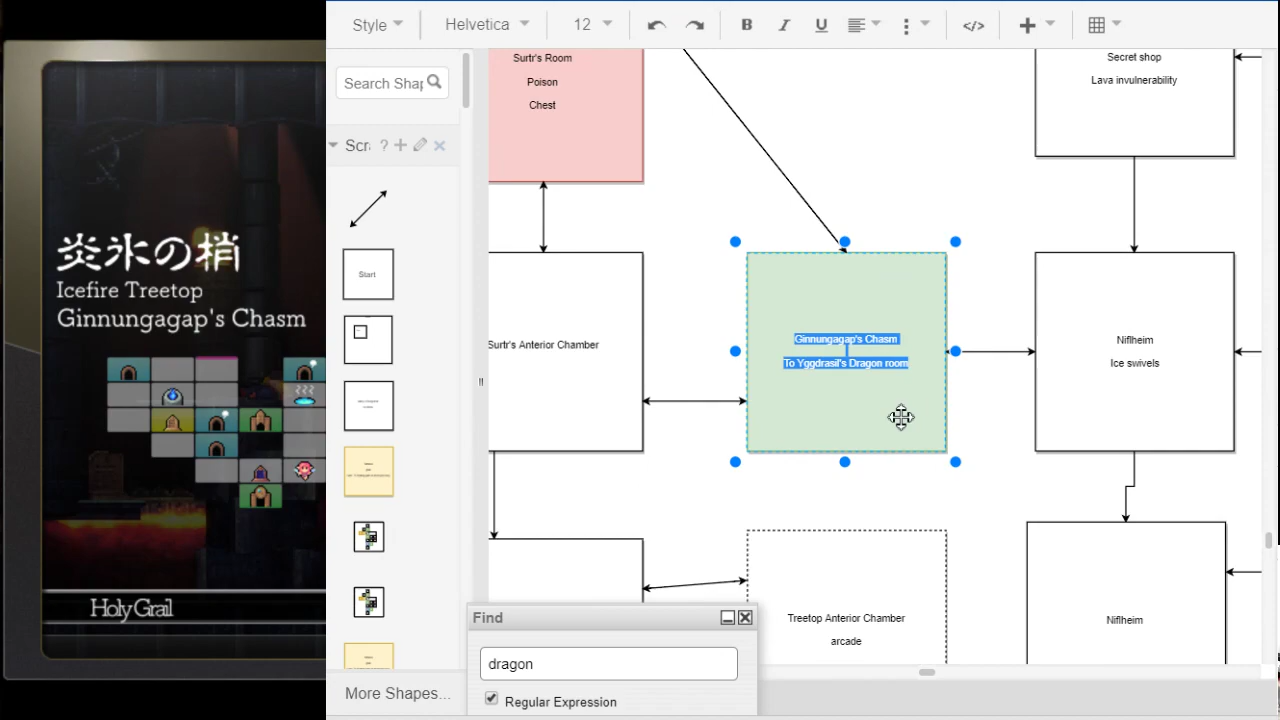 炎氷の梢
Icefire Treetop
Ginnungagap's Chasm
Holy Grail
Style
Helvetica
12
B I U
</>
Search Shap
Scr
?
Start
More Shapes...
Surtr's Room
Poison
Chest
Secret shop
Lava invulnerability
Surtr's Anterior Chamber
Ginnungagap's Chasm
To Yggdrasil's Dragon room
Niflheim
Ice swivels
Treetop Anterior Chamber
arcade
Niflheim
Find
dragon
Regular Expression